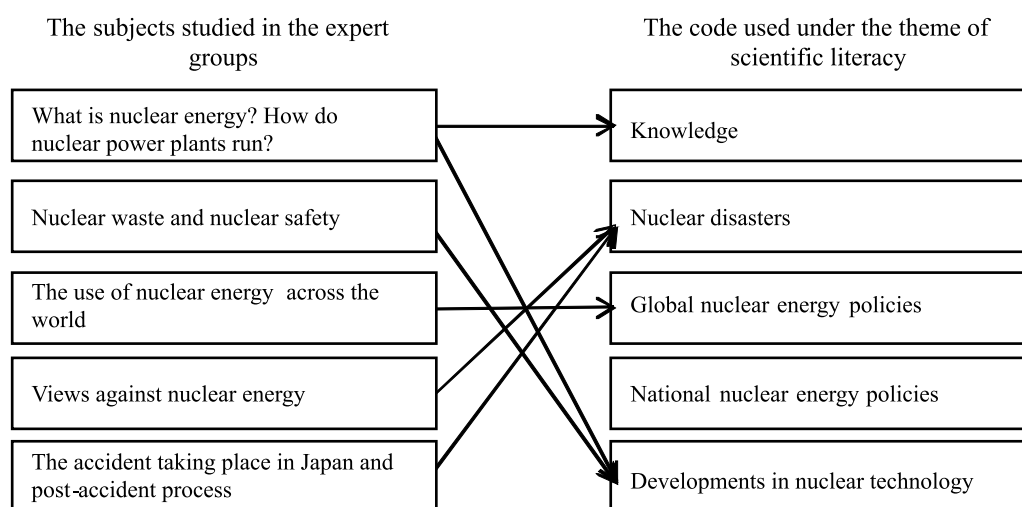 The subjects studied in the expert
groups
The code used under the theme of
scientific literacy
What is nuclear energy? How do
nuclear power plants run?
Knowledge
Nuclear waste and nuclear safety
Nuclear disasters
The use of nuclear energy across the
world
Global nuclear energy policies
Views against nuclear energy
National nuclear energy policies
The accident taking place in Japan and
post-accident process
Developments in nuclear technology